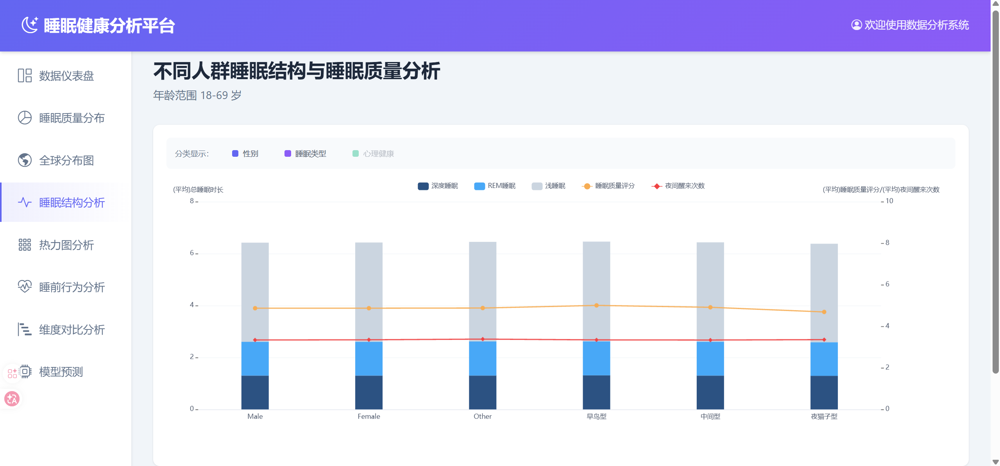 睡眠健康分析平台
欢迎使用数据分析系统
数据仪表盘
睡眠质量分布
全球分布图
睡眠结构分析
热力图分析
睡前行为分析
维度对比分析
模型预测
不同人群睡眠结构与睡眠质量分析
年龄范围 18-69 岁
分类显示: 性别 睡眠类型 心理健康
深度睡眠 REM睡眠 浅睡眠 睡眠质量评分 夜间醒来次数
(平均)总睡眠时长
(平均)睡眠质量评分/(平均)夜间醒来次数
8
6
4
2
0
10
8
6
4
2
0
Male Female Other 早鸟型 中间型 夜猫子型
A